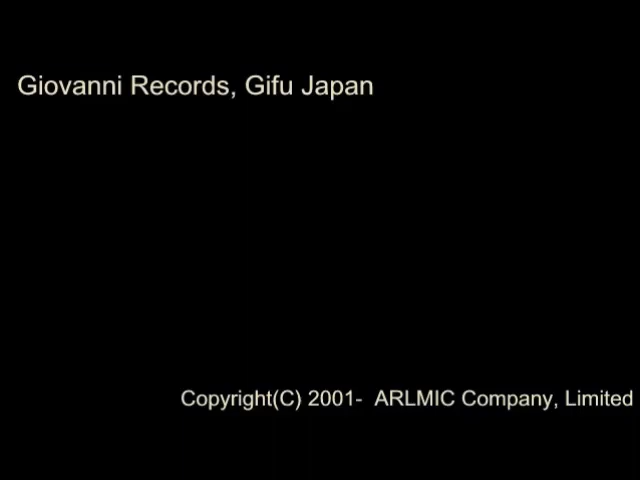 Giovanni Records, Gifu Japan
Copyright(C) 2001-  ARLMIC Company, Limited